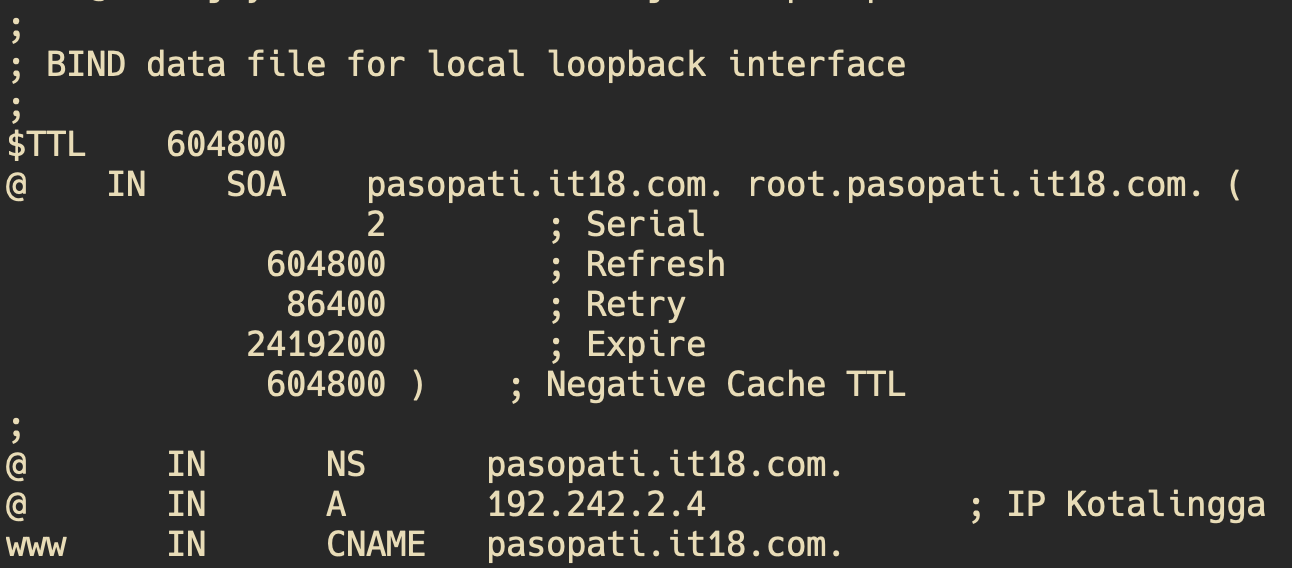 ;
; BIND data file for local loopback interface
;
$TTL    604800
@    IN    SOA    pasopati.it18.com. root.pasopati.it18.com. (
                  2        ; Serial
             604800        ; Refresh
              86400        ; Retry
            2419200        ; Expire
             604800 )    ; Negative Cache TTL
;
@       IN      NS      pasopati.it18.com.
@       IN      A       192.242.2.4             ; IP Kotalingga
www     IN      CNAME   pasopati.it18.com.